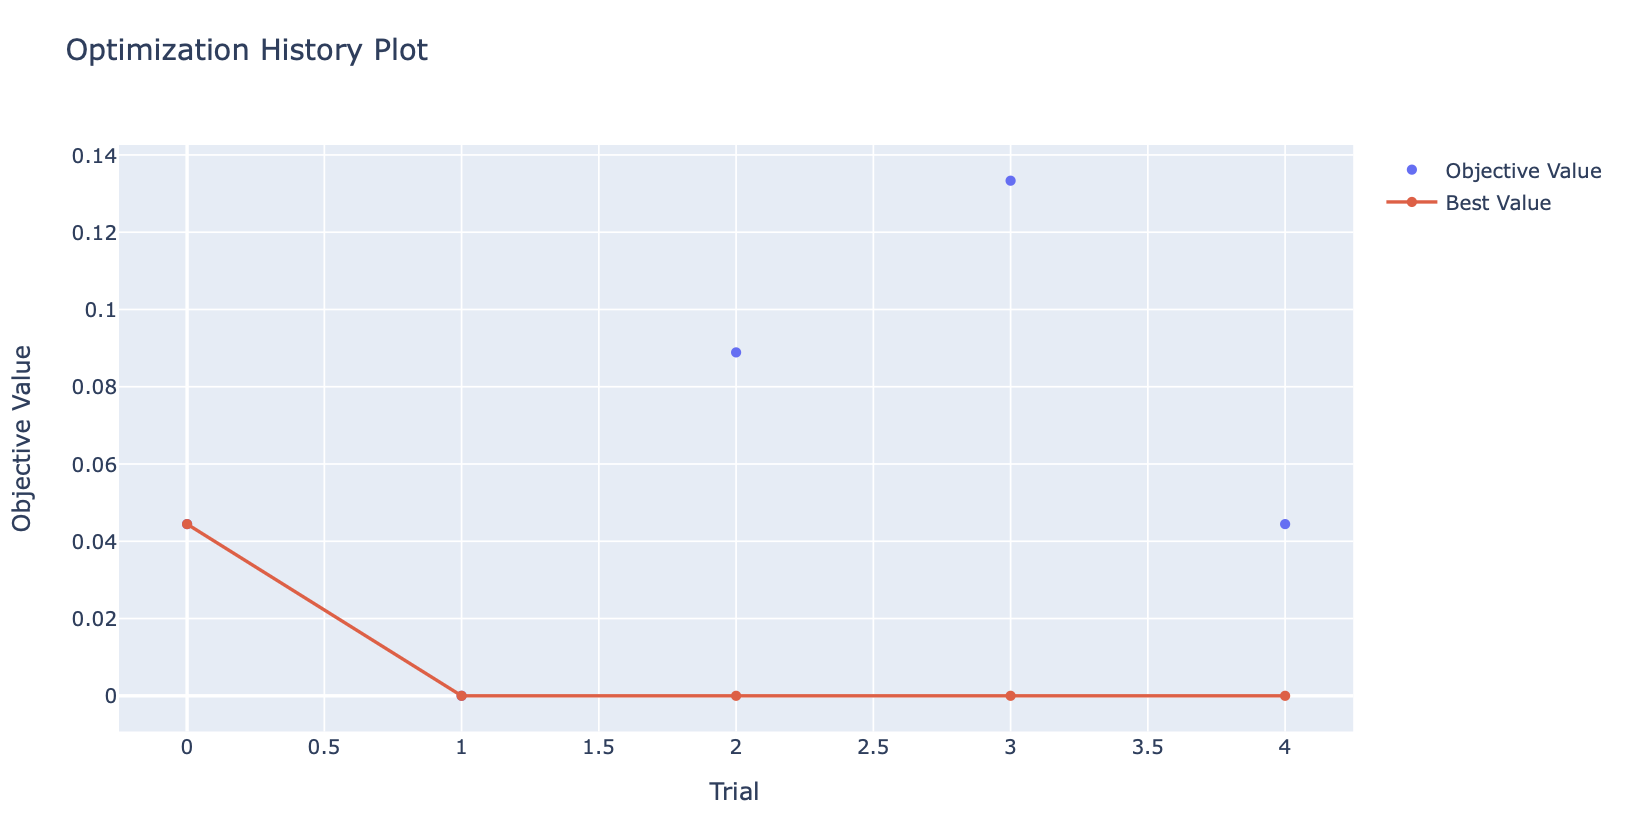 Optimization History Plot
0.14
0.12
0.1
0.08
0.06
0.04
0.02
0
Objective Value
0 0.5 1 1.5 2 2.5 3 3.5 4
Trial
Objective Value
Best Value